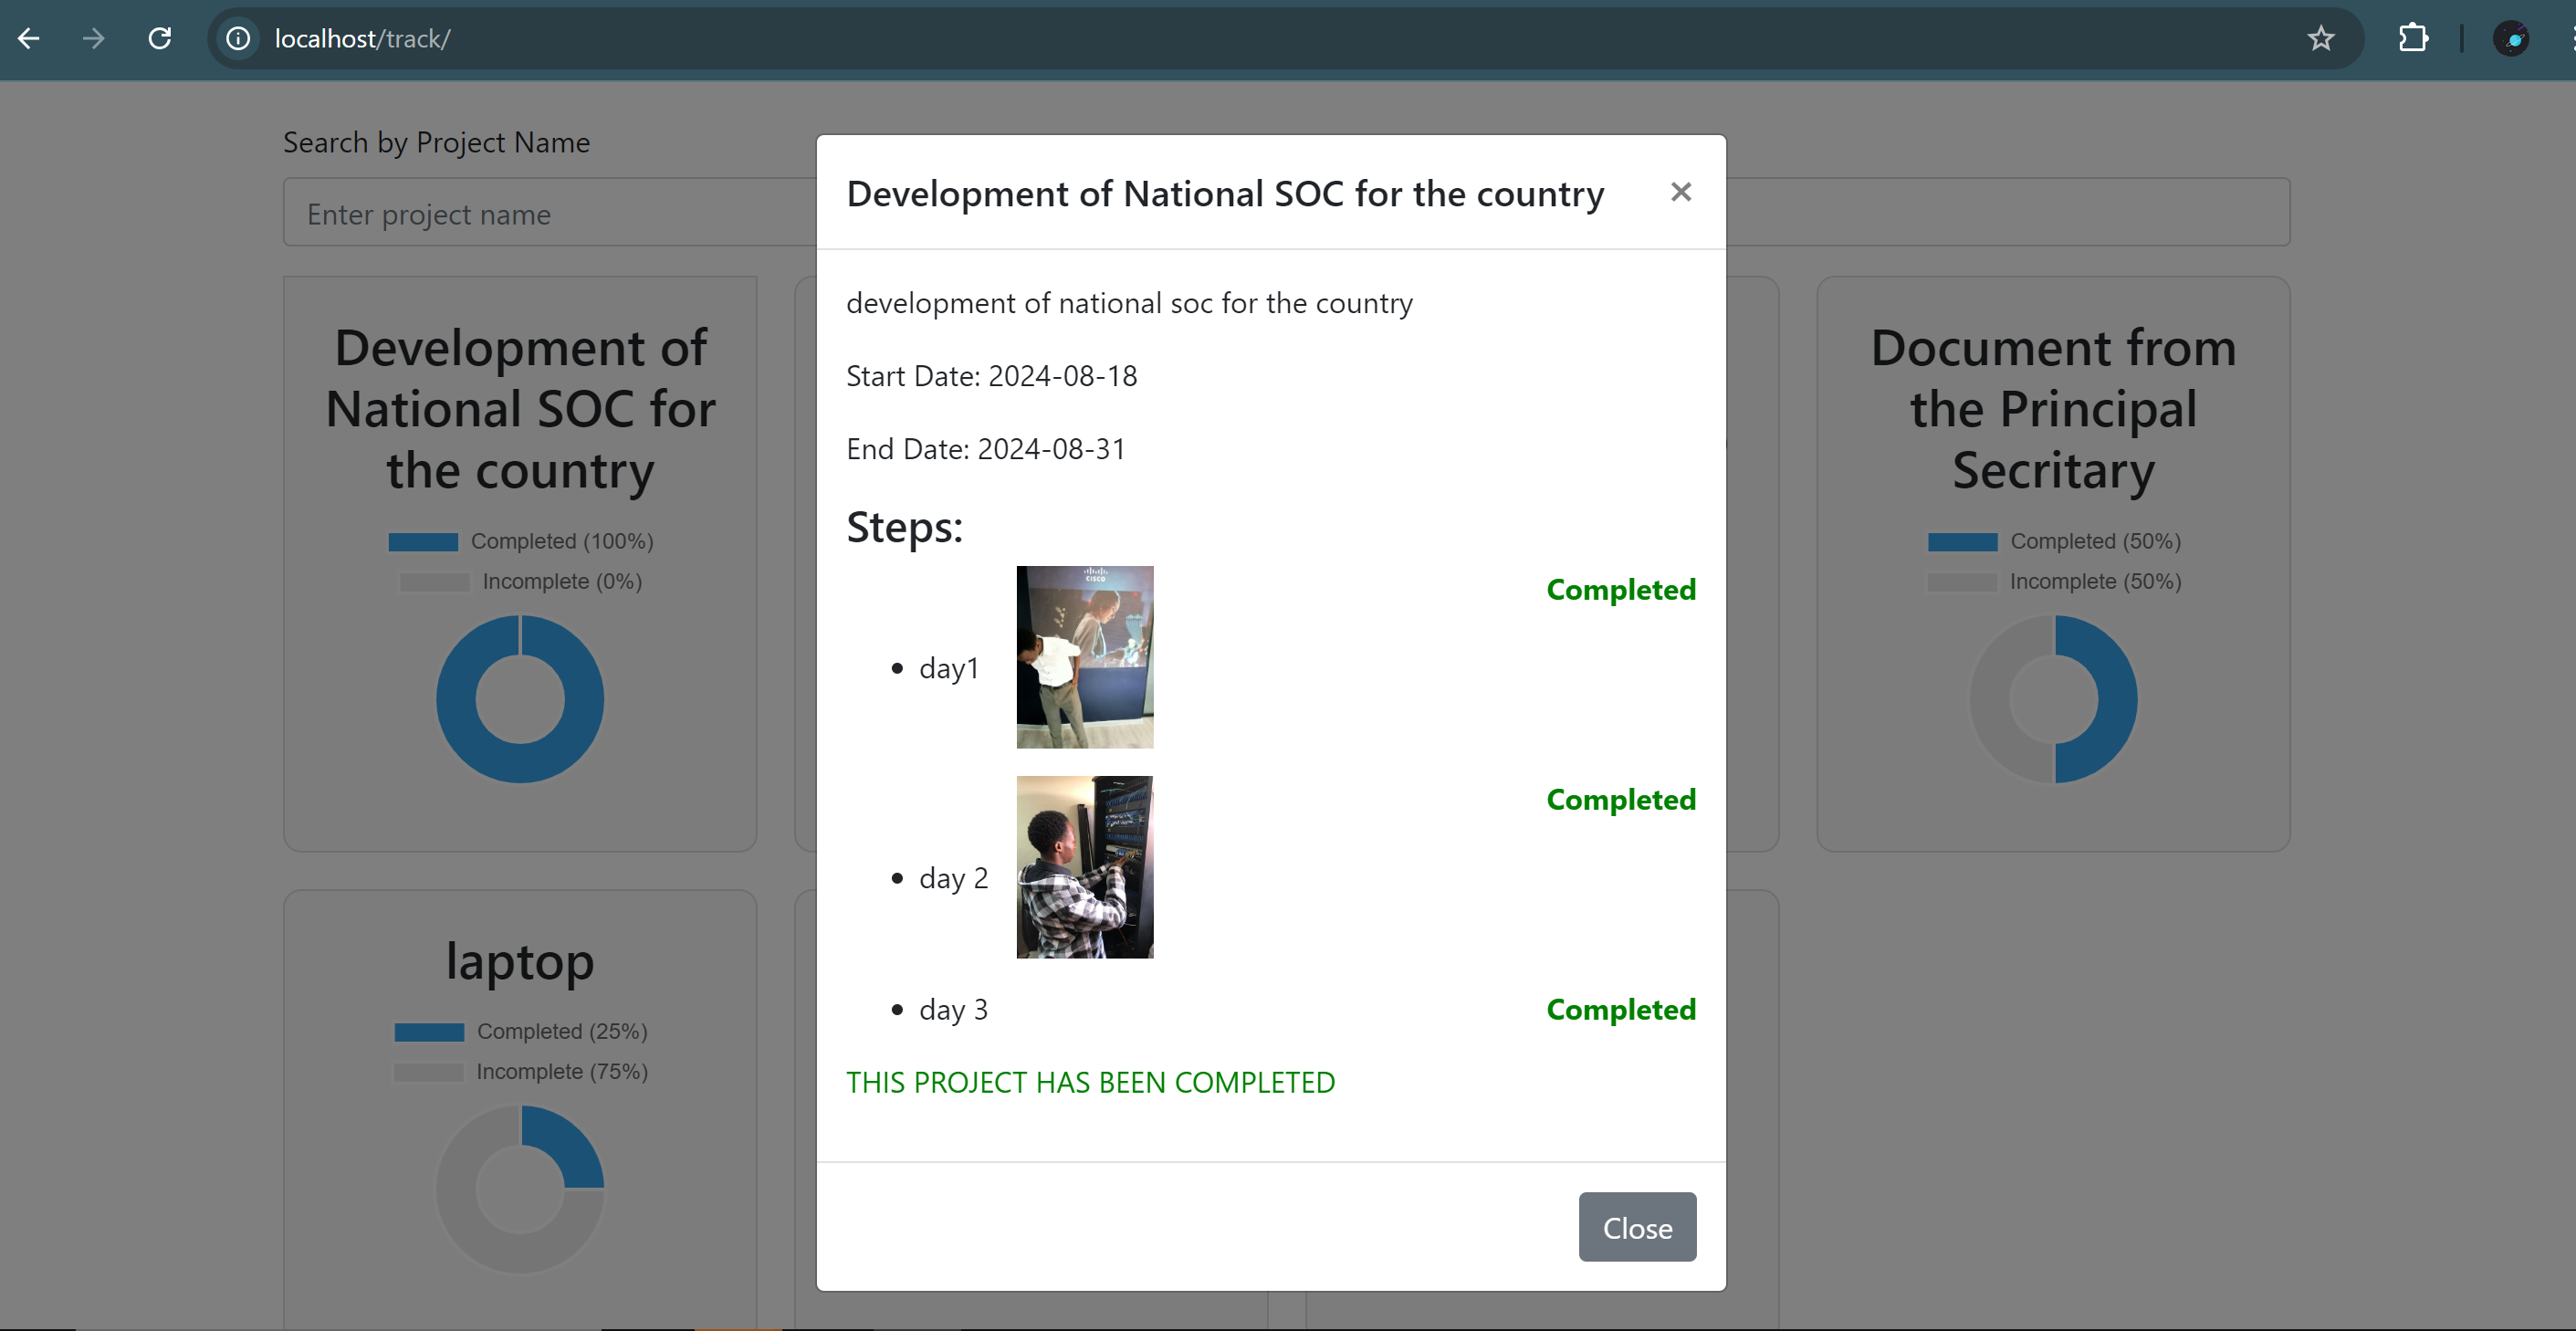 localhost/track/
Search by Project Name
Enter project name
Development of
National SOC for
the country
Completed (100%)
Incomplete (0%)
Document from
the Principal
Secritary
Completed (50%)
Incomplete (50%)
laptop
Completed (25%)
Incomplete (75%)
Development of National SOC for the country
×
development of national soc for the country
Start Date: 2024-08-18
End Date: 2024-08-31
Steps:
CISCO
• day1
Completed
• day 2
Completed
• day 3
Completed
THIS PROJECT HAS BEEN COMPLETED
Close